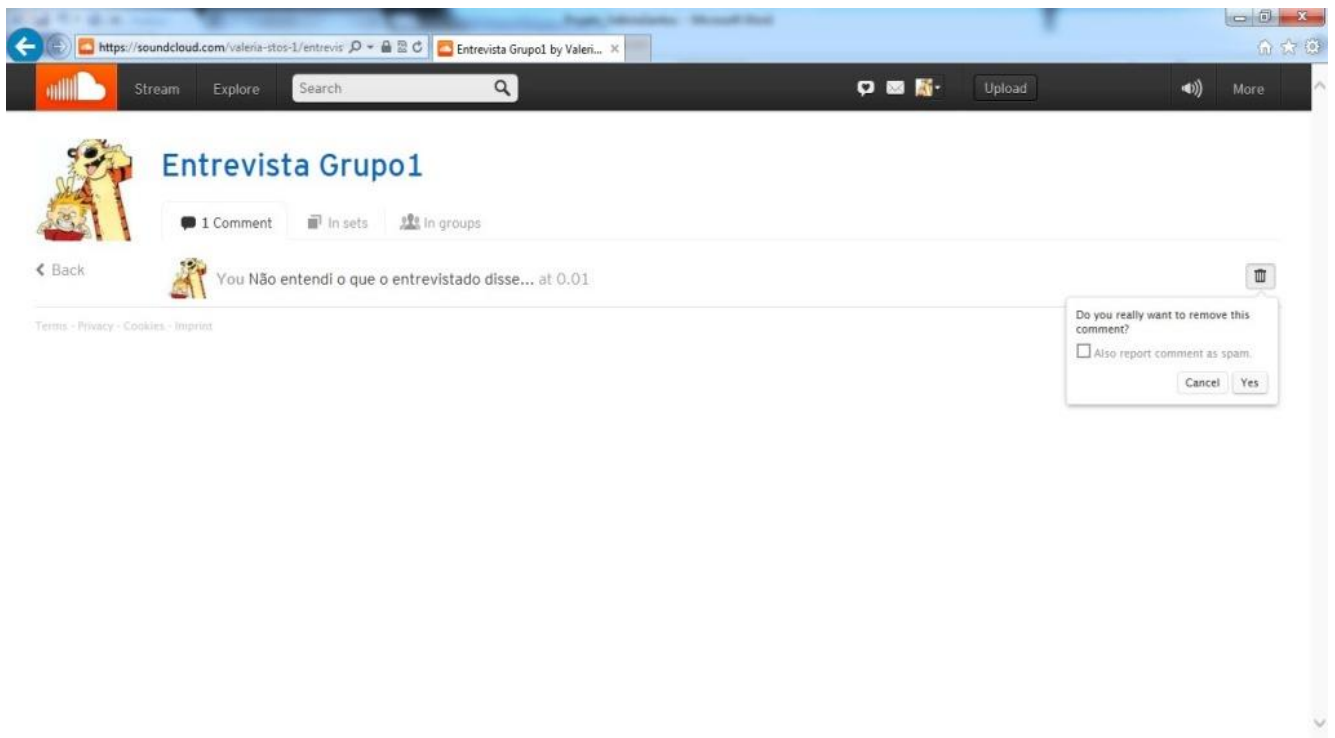 https://soundcloud.com/valeria-stos-1/entrevis
Entrevista Grupo1 by Valeri...
Stream Explore Search Upload More
Entrevista Grupo1
1 Comment In sets In groups
Back
You Não entendi o que o entrevistado disse... at 0.01
Do you really want to remove this
comment?
Also report comment as spam.
Cancel Yes
Terms - Privacy - Cookies - Imprint